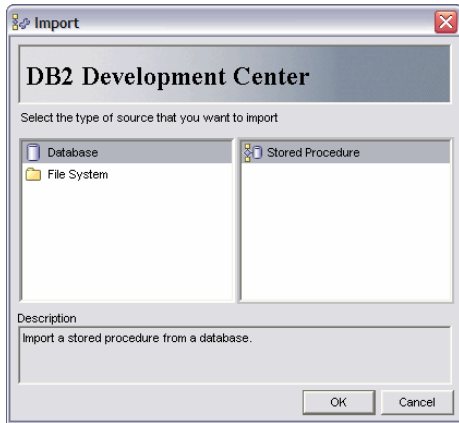 Import
DB2 Development Center
Select the type of source that you want to import
Database
File System
Stored Procedure
Description
Import a stored procedure from a database.
OK
Cancel